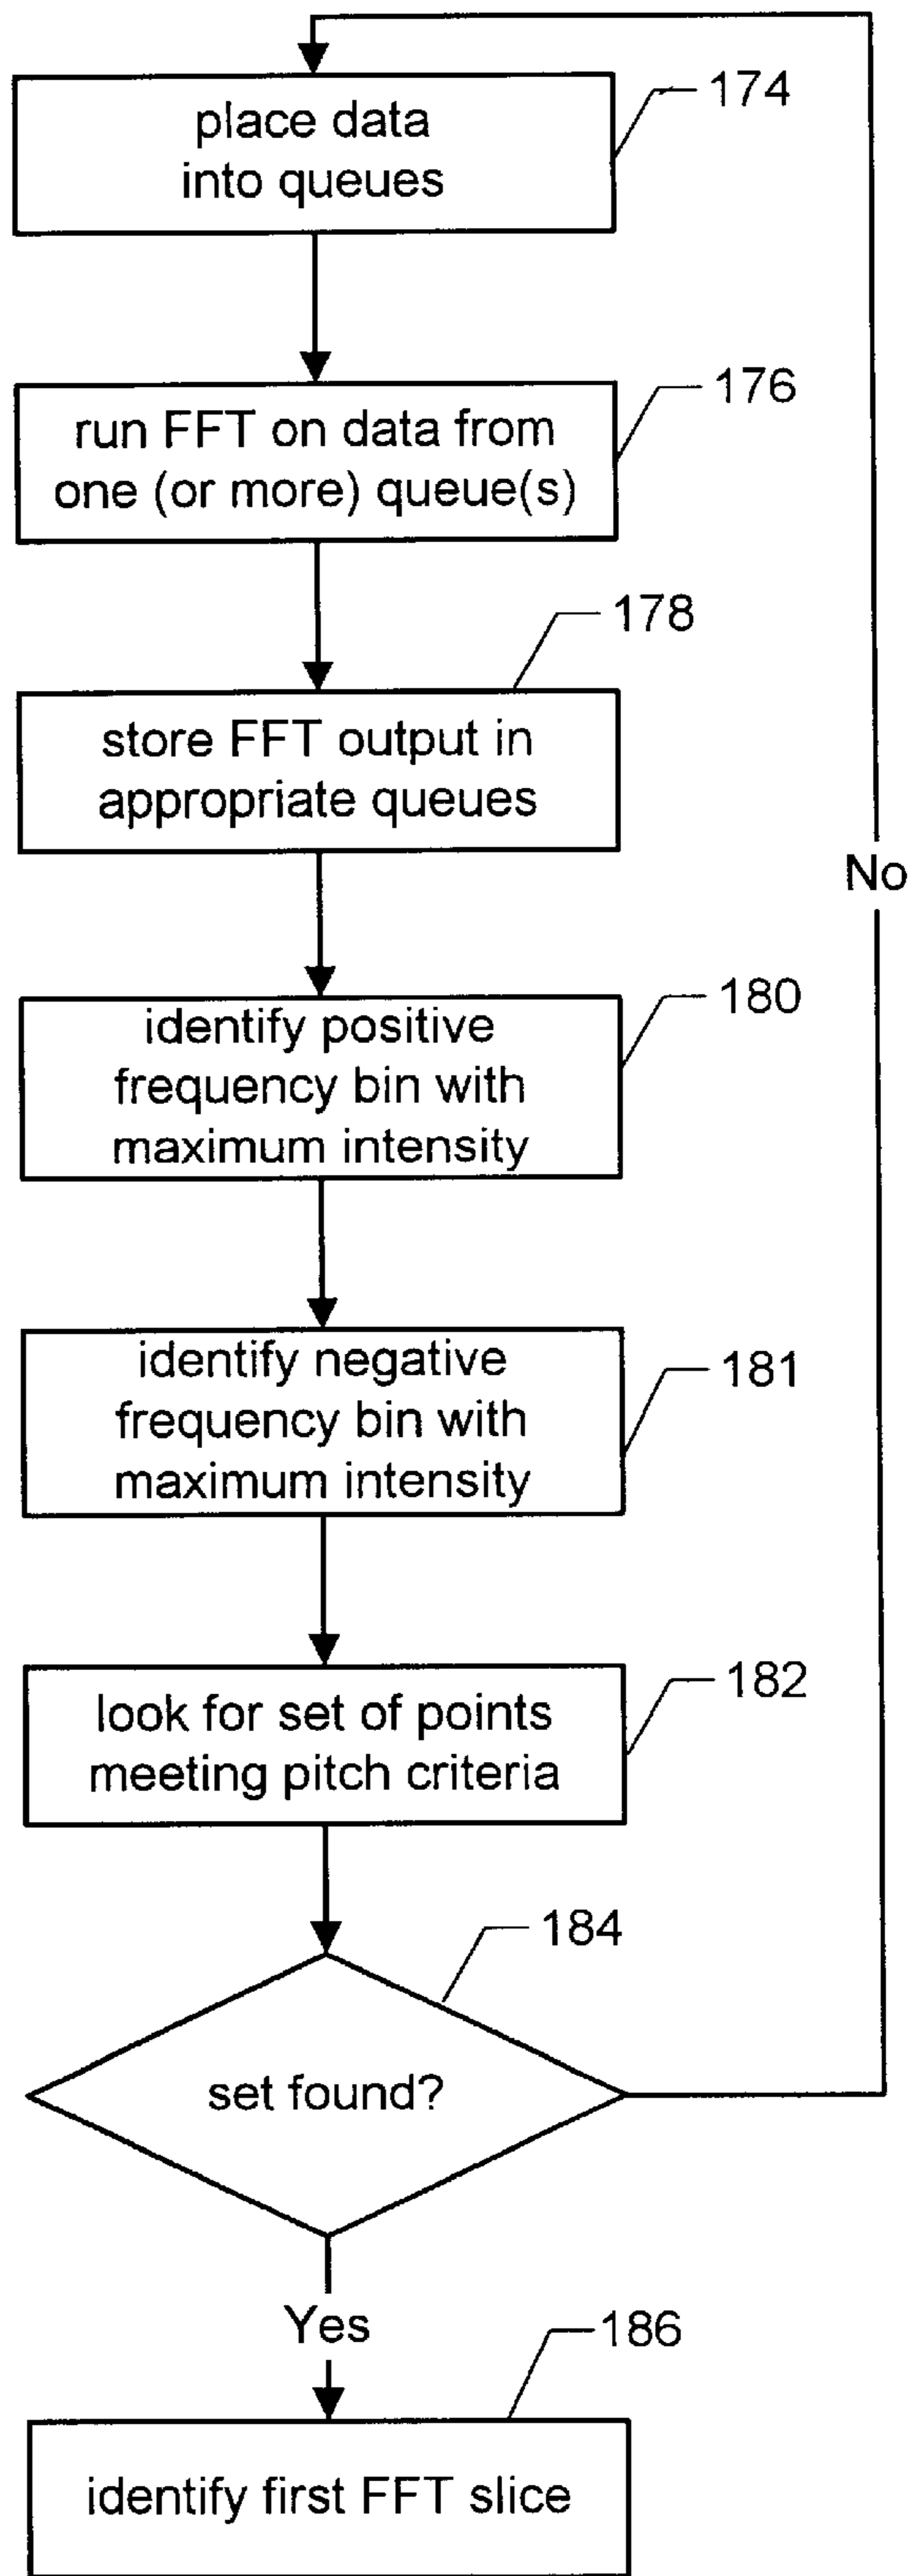 174
place data
into queues
176
run FFT on data from
one (or more) queue(s)
178
store FFT output in
appropriate queues
No
180
identify positive
frequency bin with
maximum intensity
181
identify negative
frequency bin with
maximum intensity
182
look for set of points
meeting pitch criteria
184
set found?
Yes
186
identify first FFT slice